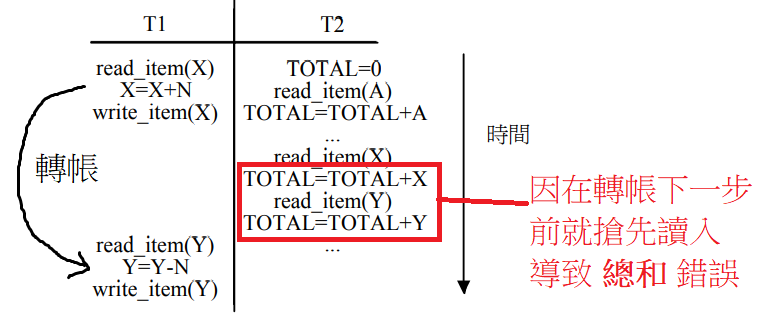 T1 T2
read_item(X) TOTAL=0
X=X+N read_item(A)
write_item(X) TOTAL=TOTAL+A
...
時間
read_item(X)
轉帳
TOTAL=TOTAL+X
read_item(Y)
TOTAL=TOTAL+Y
因在轉帳下一步
前就搶先讀入
導致 總和 錯誤
read_item(Y) ...
Y=Y-N
write_item(Y)